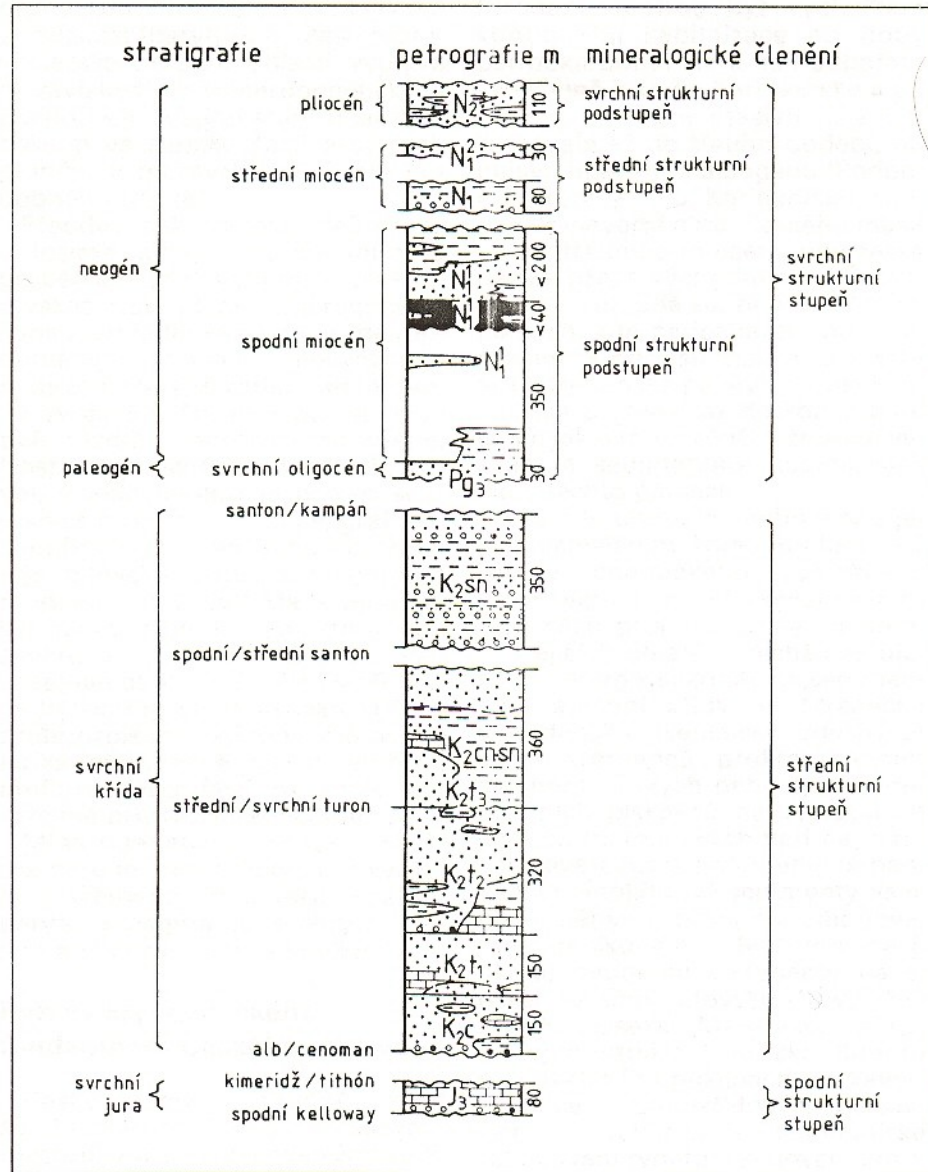 stratigrafie petrografie m mineralogické členění
pliocén N2 110 svrchní strukturní
podstupeň
N₁² 30
střední miocén střední strukturní
podstupeň
N₁ 80
<200
neogén N₁¹ svrchní
strukturní
stupeň
N₁¹ <40
spodní miocén spodní strukturní
podstupeň
N₁¹
350
paleogén svrchní oligocén Pg₃ 30
santon/kampán
K₂sn 350
spodní/střední santon
K₂cn-sn 360
svrchní
křída
K₂t₃
střední
strukturní
stupeň
střední/svrchní turon
K₂t₂ 320
K₂t₁ 150
K₂c 150
alb/cenoman
svrchní
jura
kimeridž/tithón
J₃ 80
spodní kelloway
spodní
strukturní
stupeň